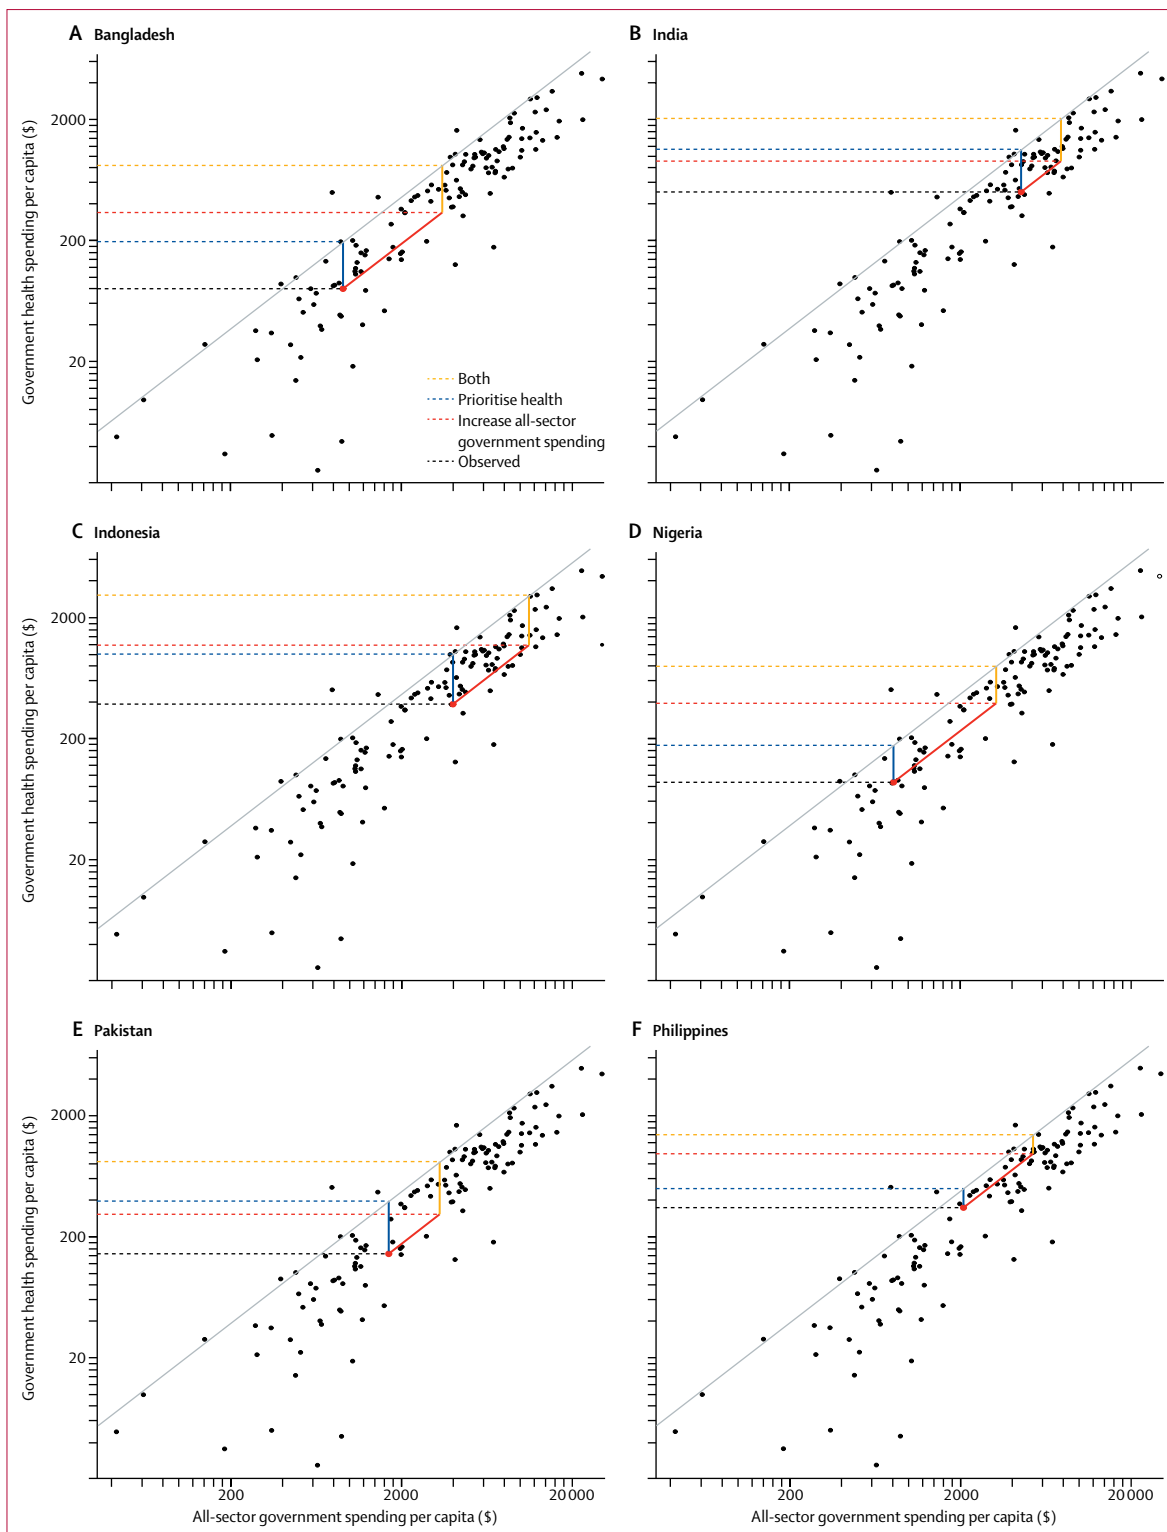 A Bangladesh
B India
Government health spending per capita ($)
2000
200
20
Both
Prioritise health
Increase all-sector
government spending
Observed
C Indonesia
D Nigeria
Government health spending per capita ($)
2000
200
20
E Pakistan
F Philippines
Government health spending per capita ($)
2000
200
20
200 2000 20000
200 2000 20000
All-sector government spending per capita ($)
All-sector government spending per capita ($)